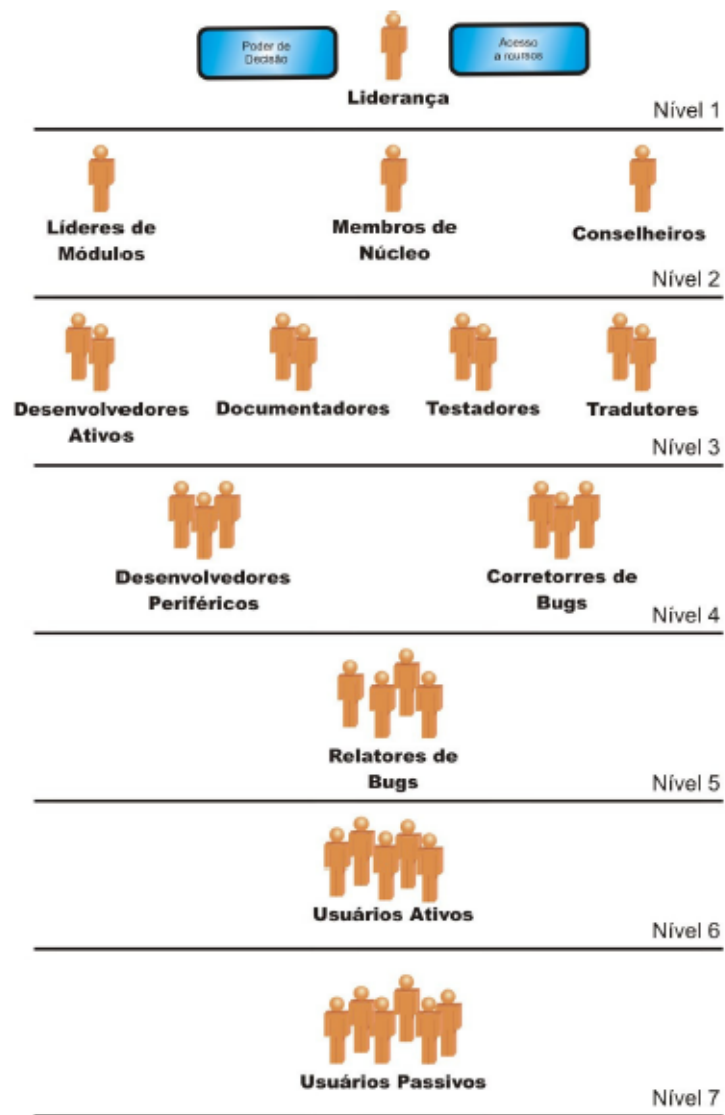 Poder de
Decisão
Acesso
a rcursos
Liderança
Nível 1
Líderes de
Módulos
Membros de
Núcleo
Conselheiros
Nível 2
Desenvolvedores
Ativos
Documentadores
Testadores
Tradutores
Nível 3
Desenvolvedores
Periféricos
Corretorres de
Bugs
Nível 4
Relatores de
Bugs
Nível 5
Usuários Ativos
Nível 6
Usuários Passivos
Nível 7